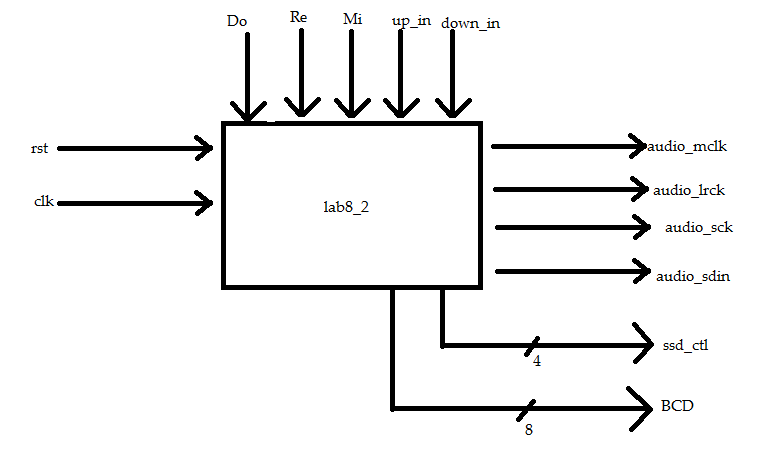 Do Re Mi up_in down_in
rst
clk
lab8_2
audio_mclk
audio_lrck
audio_sck
audio_sdin
ssd_ctl
4
BCD
8